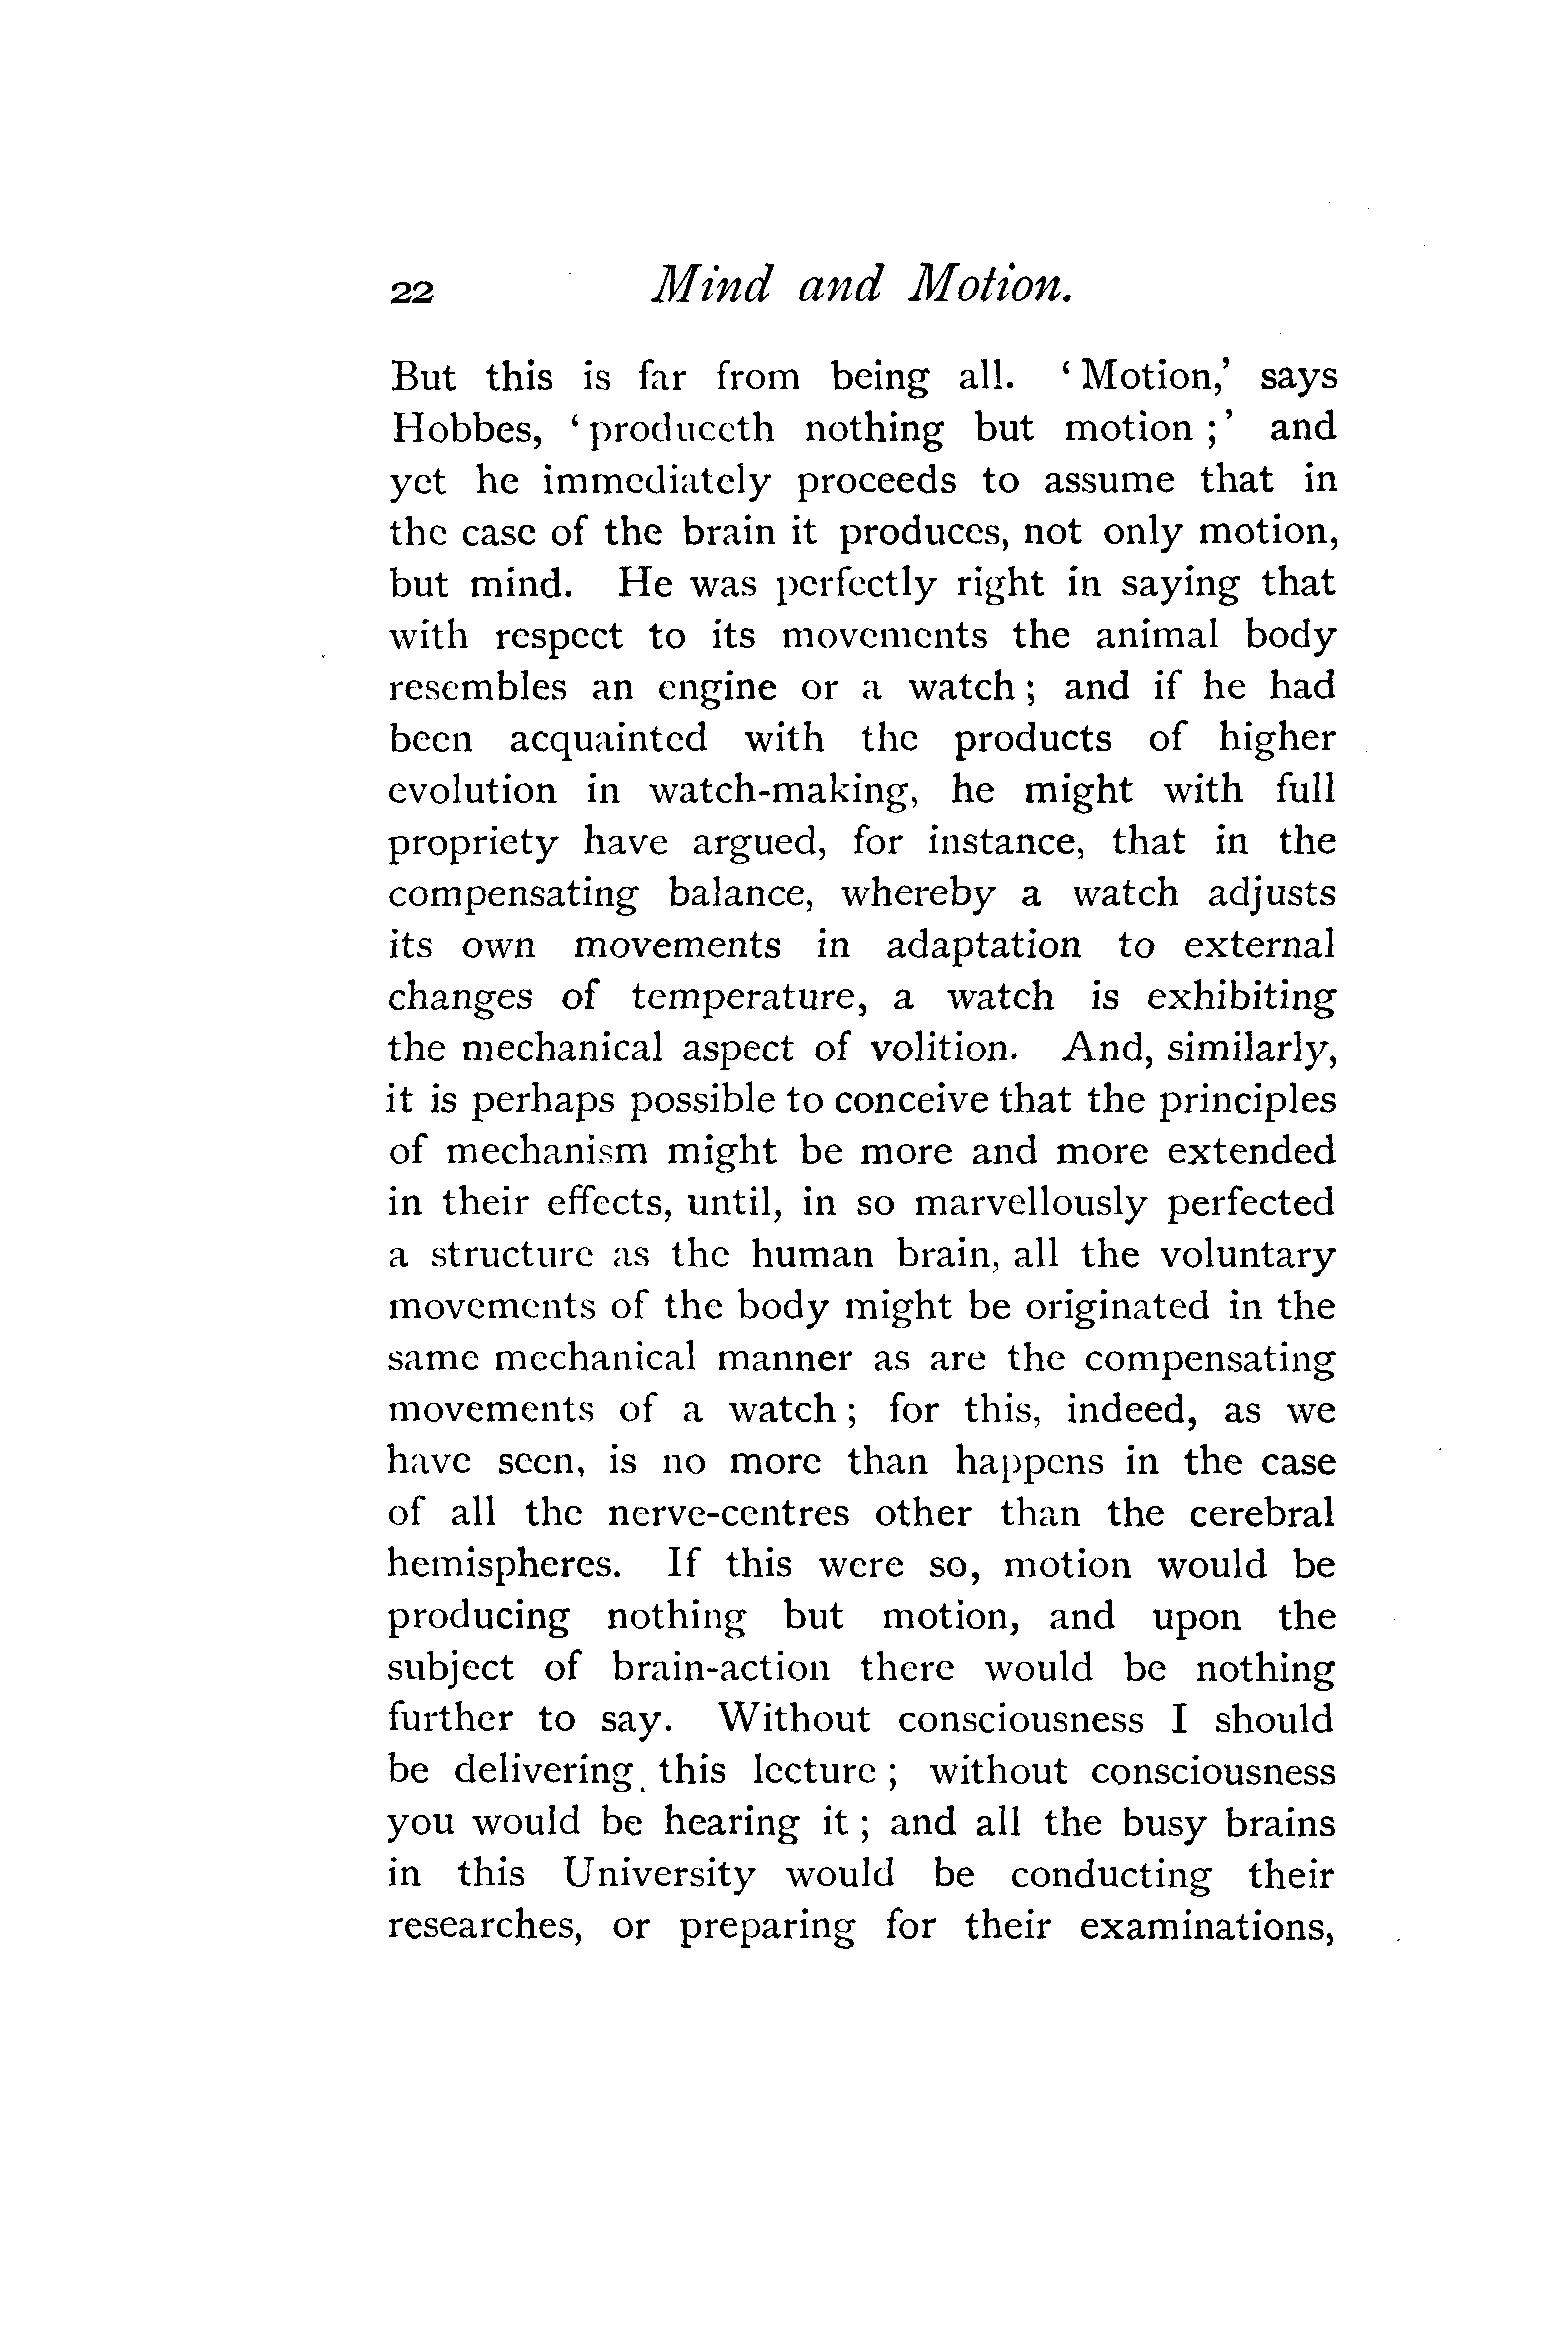 22 Mind and Motion.
But this is far from being all. ‘Motion,’ says
Hobbes, ‘produceth nothing but motion;’ and
yet he immediately proceeds to assume that in
the case of the brain it produces, not only motion,
but mind. He was perfectly right in saying that
with respect to its movements the animal body
resembles an engine or a watch; and if he had
been acquainted with the products of higher
evolution in watch-making, he might with full
propriety have argued, for instance, that in the
compensating balance, whereby a watch adjusts
its own movements in adaptation to external
changes of temperature, a watch is exhibiting
the mechanical aspect of volition. And, similarly,
it is perhaps possible to conceive that the principles
of mechanism might be more and more extended
in their effects, until, in so marvellously perfected
a structure as the human brain, all the voluntary
movements of the body might be originated in the
same mechanical manner as are the compensating
movements of a watch; for this, indeed, as we
have seen, is no more than happens in the case
of all the nerve-centres other than the cerebral
hemispheres. If this were so, motion would be
producing nothing but motion, and upon the
subject of brain-action there would be nothing
further to say. Without consciousness I should
be delivering this lecture; without consciousness
you would be hearing it; and all the busy brains
in this University would be conducting their
researches, or preparing for their examinations,